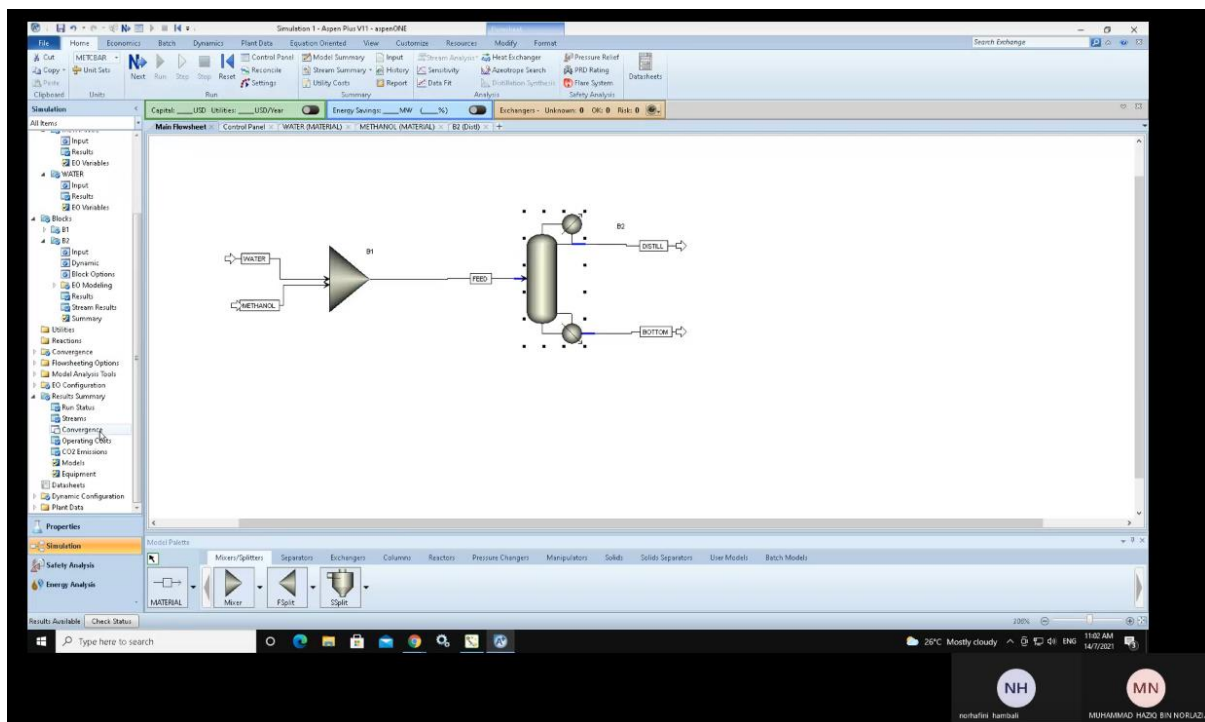 Simulation 1 - Aspen Plus V11 - aspenONE
File Home Economics Batch Dynamics Plant Data Equation Oriented View Customize Resources Modify Format Search Exchange
Cut METCBAR Control Panel Model Summary Input Stream Analysis Heat Exchanger Pressure Relief
Copy Unit Sets Next Run Step Stop Reset Reconcile Stream Summary History Sensitivity Azeotrope Search PRD Rating Datasheets
Paste Settings Utility Costs Report Data Fit Distillation Synthesis Flare System
Clipboard Units Run Summary Analysis Safety Analysis
Simulation Capital: ____USD Utilities: ____USD/Year Energy Savings: ____MW (____%) Exchangers - Unknown: 0 OK: 0 Risk: 0
All Items Main Flowsheet Control Panel WATER (MATERIAL) METHANOL (MATERIAL) B2 (Distl) +
Input
Results
EO Variables
WATER
Input
Results
EO Variables
Blocks
B1
B2
Input
Dynamic
Block Options
EO Modeling
Results
Stream Results
Summary
Utilities
Reactions
Convergence
Flowsheeting Options
Model Analysis Tools
EO Configuration
Results Summary
Run Status
Streams
Convergence
Operating Costs
CO2 Emissions
Models
Equipment
Datasheets
Dynamic Configuration
Plant Data
Properties
Simulation
Safety Analysis
Energy Analysis
B2
DISTILL
B1
WATER
FEED
METHANOL
BOTTOM
Model Palette
Mixers/Splitters Separators Exchangers Columns Reactors Pressure Changers Manipulators Solids Solids Separators User Models Batch Models
MATERIAL Mixer FSplit SSplit
Results Available Check Status 200%
Type here to search 26°C Mostly cloudy ENG 11:02 AM
14/7/2021
NH MN
norhafini hambali MUHAMMAD HAZIQ BIN NORLAZI